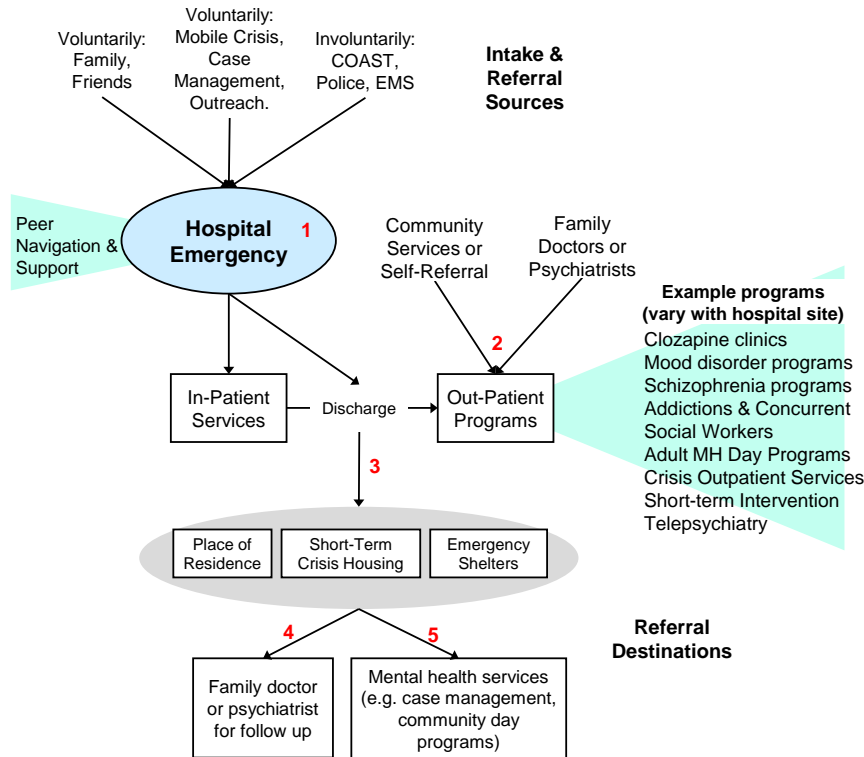 Voluntarily:
Family,
Friends
Voluntarily:
Mobile Crisis,
Case
Management,
Outreach.
Involuntarily:
COAST,
Police, EMS
Intake &
Referral
Sources
Peer
Navigation &
Support
Hospital
Emergency
1
Community
Services or
Self-Referral
Family
Doctors or
Psychiatrists
2
Example programs
(vary with hospital site)
Clozapine clinics
Mood disorder programs
Schizophrenia programs
Addictions & Concurrent
Social Workers
Adult MH Day Programs
Crisis Outpatient Services
Short-term Intervention
Telepsychiatry
In-Patient
Services
Discharge
Out-Patient
Programs
3
Place of
Residence
Short-Term
Crisis Housing
Emergency
Shelters
4
5
Referral
Destinations
Family doctor
or psychiatrist
for follow up
Mental health services
(e.g. case management,
community day
programs)